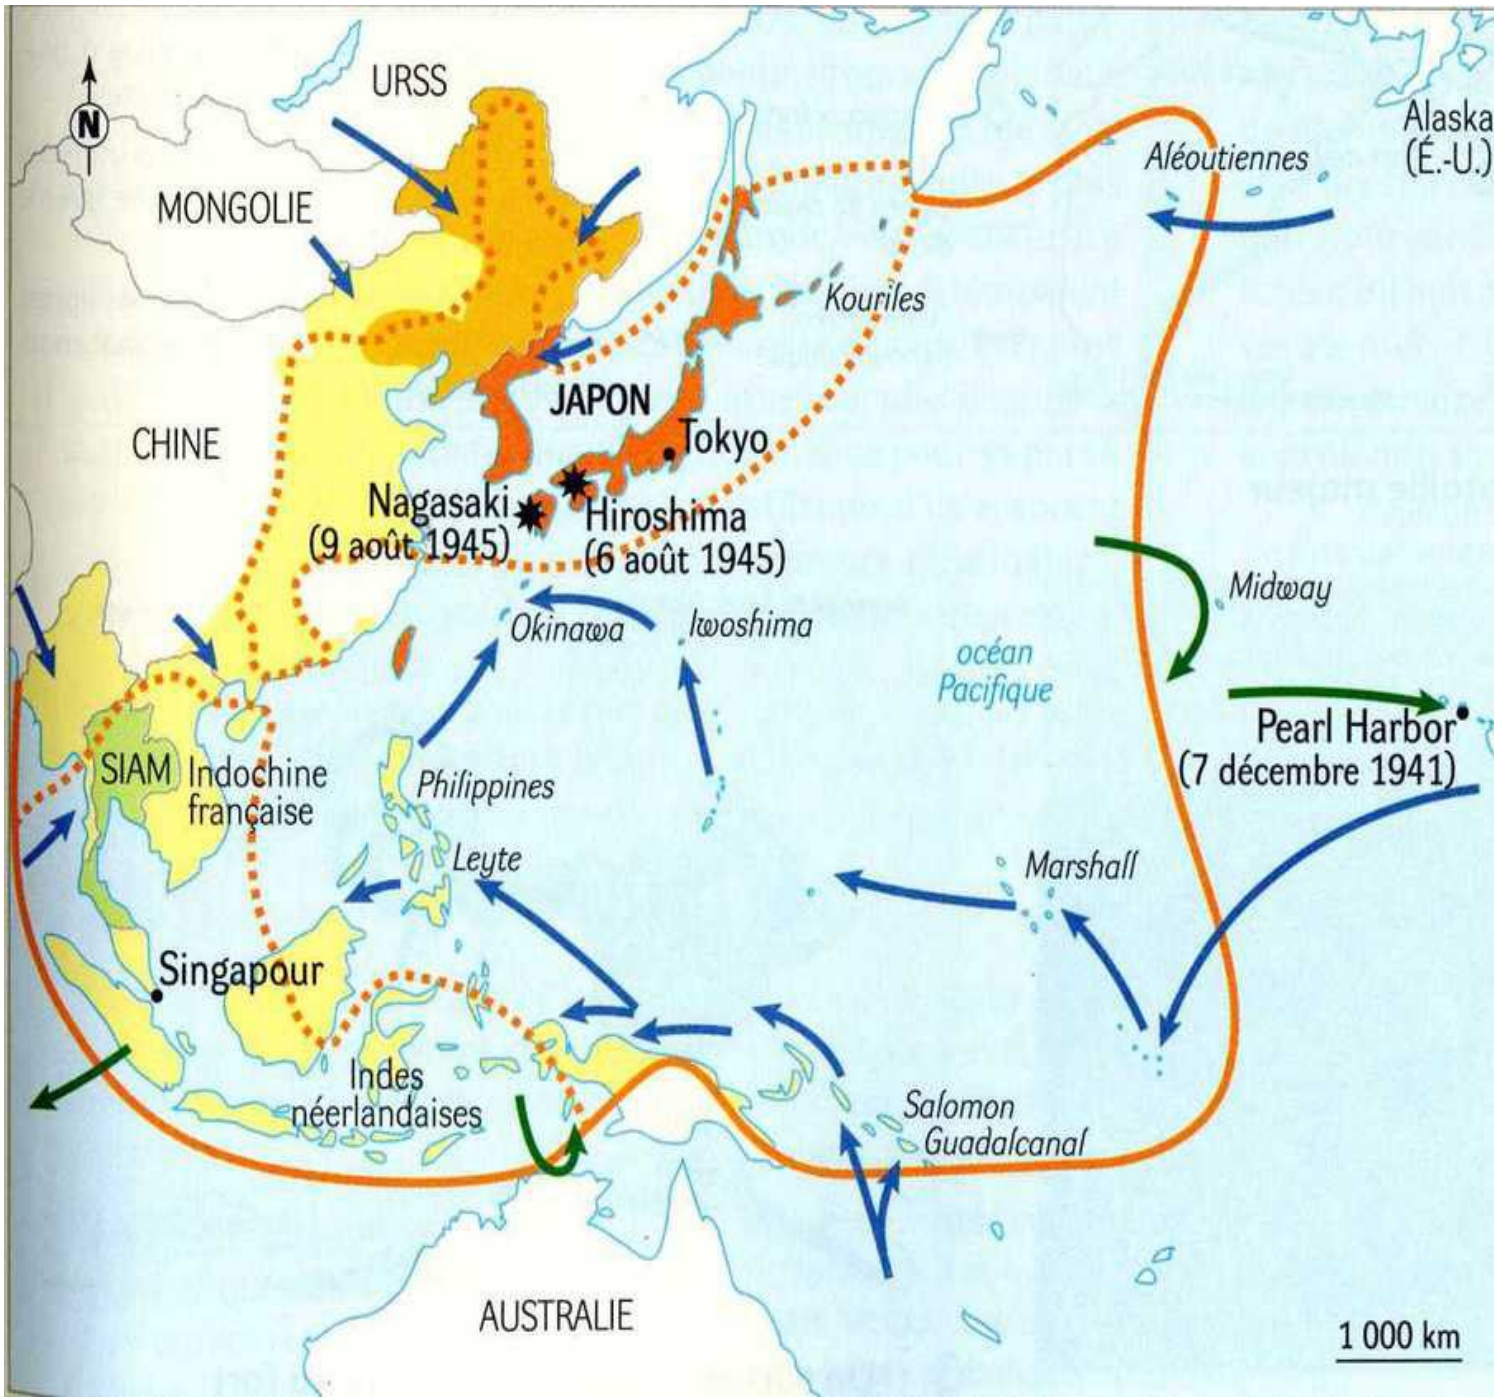 URSS
N
Alaska
(É.-U.)
Aléoutiennes
MONGOLIE
Kouriles
JAPON
CHINE
Tokyo
Nagasaki
(9 août 1945)
Hiroshima
(6 août 1945)
Midway
Okinawa
Iwoshima
océan
Pacifique
Pearl Harbor
(7 décembre 1941)
SIAM
Indochine
française
Philippines
Leyte
Marshall
Singapour
Indes
néerlandaises
Salomon
Guadalcanal
AUSTRALIE
1 000 km